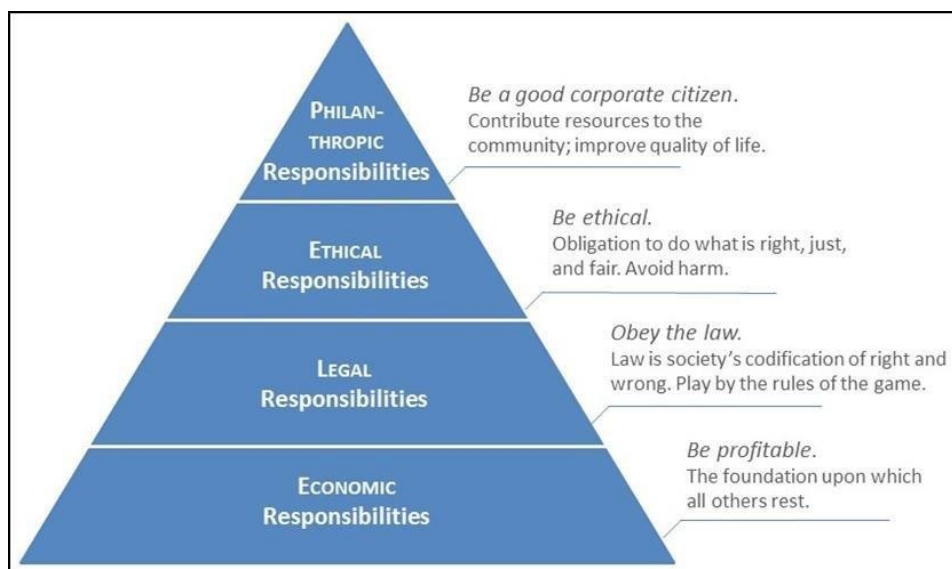 PHILAN-
THROPIC
Responsibilities
Be a good corporate citizen.
Contribute resources to the
community; improve quality of life.
ETHICAL
Responsibilities
Be ethical.
Obligation to do what is right, just,
and fair. Avoid harm.
LEGAL
Responsibilities
Obey the law.
Law is society’s codification of right and
wrong. Play by the rules of the game.
ECONOMIC
Responsibilities
Be profitable.
The foundation upon which
all others rest.